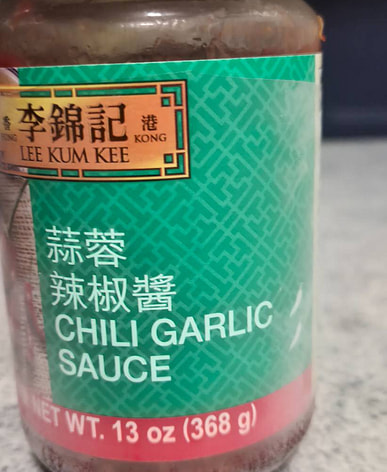 香 李錦記 港
KONG LEE KUM KEE KONG
蒜蓉
辣椒醬
CHILI GARLIC
SAUCE
NET WT. 13 oz (368 g)